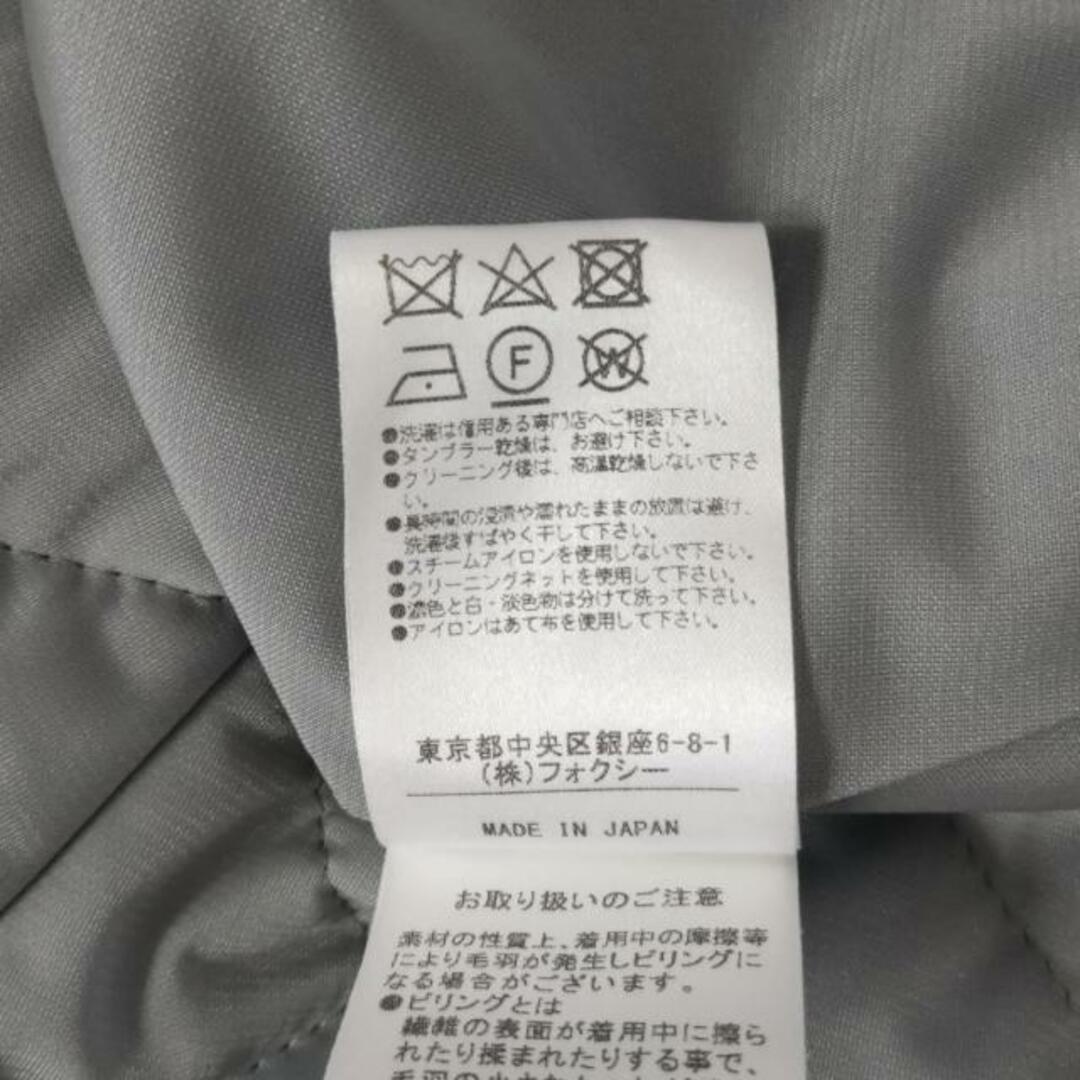 F
W
●洗濯は信用ある専門店へご相談下さい。
●タンブラー乾燥は、お避け下さい。
●クリーニング後は、高温乾燥しないで下さ
い。
●長時間の浸漬や濡れたままの放置は避け、
洗濯後すばやく干して下さい。
●スチームアイロンを使用しないで下さい。
●クリーニングネットを使用して下さい。
●濃色と白・淡色物は分けて洗って下さい。
●アイロンはあて布を使用して下さい。
東京都中央区銀座6-8-1
(株)フォクシー
MADE IN JAPAN
お取り扱いのご注意
素材の性質上、着用中の摩擦等
により毛羽が発生しピリングに
なる場合がございます。
●ピリングとは
繊維の表面が着用中に擦ら
れたり揉まれたりする事で、